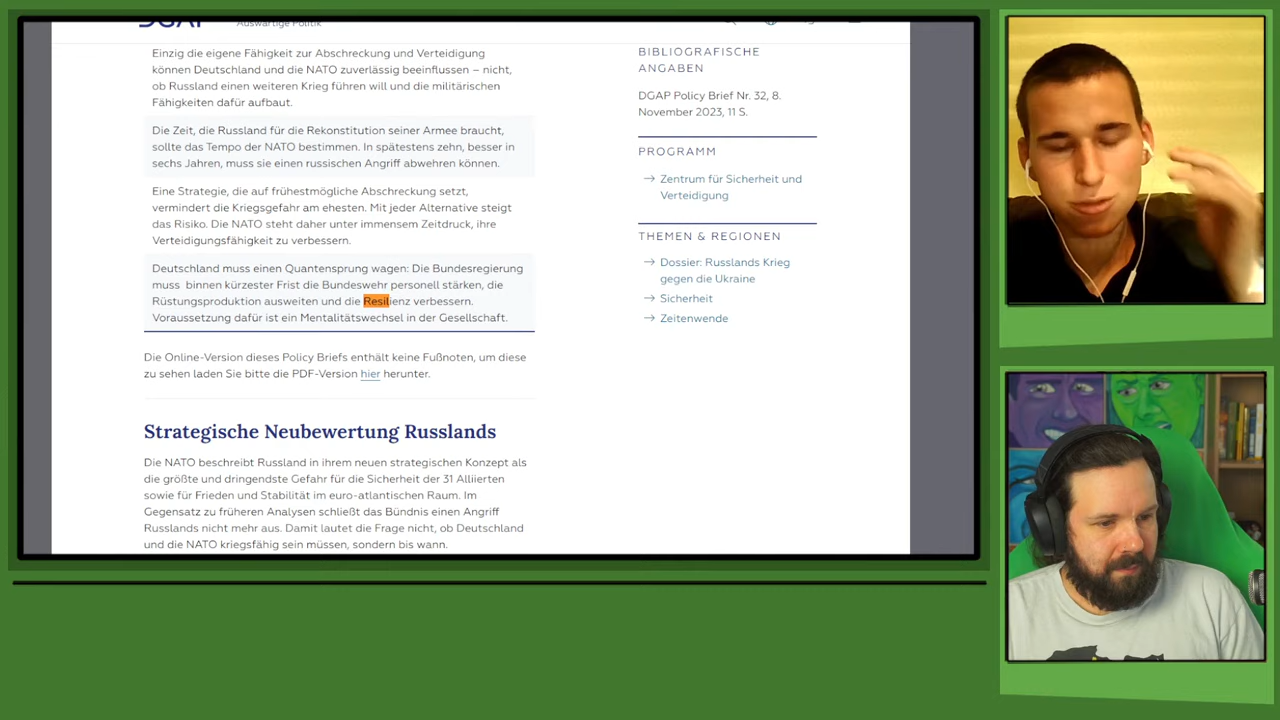 DGAP
Auswärtige Politik
Einzig die eigene Fähigkeit zur Abschreckung und Verteidigung
können Deutschland und die NATO zuverlässig beeinflussen – nicht,
ob Russland einen weiteren Krieg führen will und die militärischen
Fähigkeiten dafür aufbaut.
Die Zeit, die Russland für die Rekonstitution seiner Armee braucht,
sollte das Tempo der NATO bestimmen. In spätestens zehn, besser in
sechs Jahren, muss sie einen russischen Angriff abwehren können.
Eine Strategie, die auf frühestmögliche Abschreckung setzt,
vermindert die Kriegsgefahr am ehesten. Mit jeder Alternative steigt
das Risiko. Die NATO steht daher unter immensem Zeitdruck, ihre
Verteidigungsfähigkeit zu verbessern.
Deutschland muss einen Quantensprung wagen: Die Bundesregierung
muss binnen kürzester Frist die Bundeswehr personell stärken, die
Rüstungsproduktion ausweiten und die Resilienz verbessern.
Voraussetzung dafür ist ein Mentalitätswechsel in der Gesellschaft.
Die Online-Version dieses Policy Briefs enthält keine Fußnoten, um diese
zu sehen laden Sie bitte die PDF-Version hier herunter.
Strategische Neubewertung Russlands
Die NATO beschreibt Russland in ihrem neuen strategischen Konzept als
die größte und dringendste Gefahr für die Sicherheit der 31 Alliierten
sowie für Frieden und Stabilität im euro-atlantischen Raum. Im
Gegensatz zu früheren Analysen schließt das Bündnis einen Angriff
Russlands nicht mehr aus. Damit lautet die Frage nicht, ob Deutschland
und die NATO kriegsfähig sein müssen, sondern bis wann.
BIBLIOGRAFISCHE
ANGABEN
DGAP Policy Brief Nr. 32, 8.
November 2023, 11 S.
PROGRAMM
→ Zentrum für Sicherheit und
Verteidigung
THEMEN & REGIONEN
→ Dossier: Russlands Krieg
gegen die Ukraine
→ Sicherheit
→ Zeitenwende